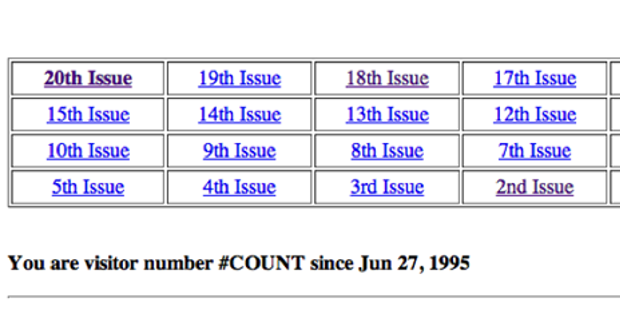 20th Issue 19th Issue 18th Issue 17th Issue
15th Issue 14th Issue 13th Issue 12th Issue
10th Issue 9th Issue 8th Issue 7th Issue
5th Issue 4th Issue 3rd Issue 2nd Issue
You are visitor number #COUNT since Jun 27, 1995